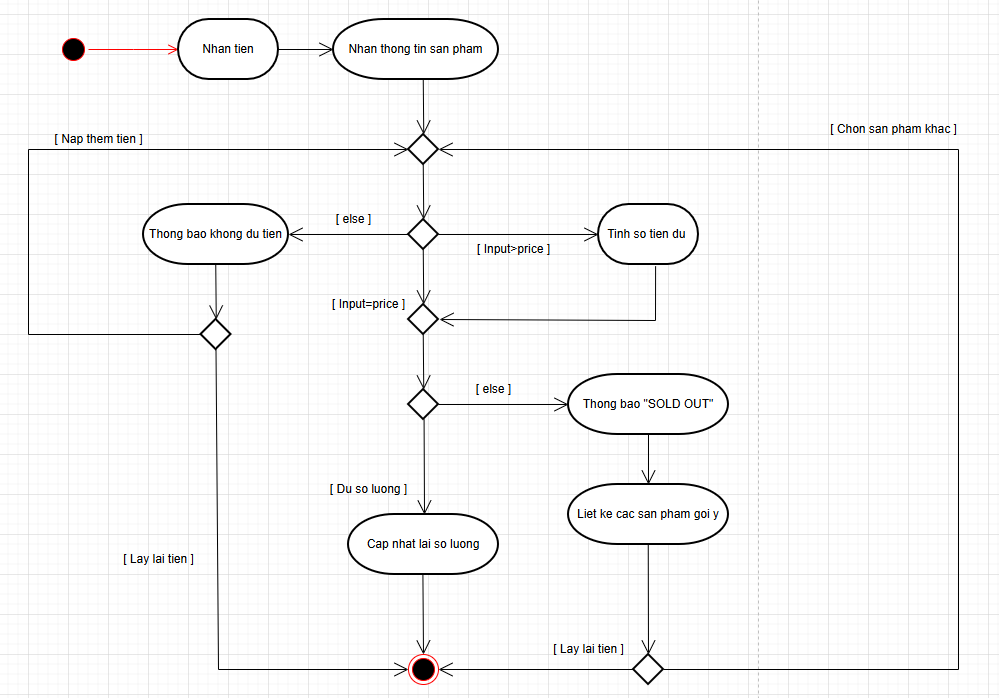 Nhan tien
Nhan thong tin san pham
[ Chon san pham khac ]
[ Nap them tien ]
[ else ]
Thong bao khong du tien
[ Input>price ]
Tinh so tien du
[ Input=price ]
[ else ]
Thong bao "SOLD OUT"
[ Du so luong ]
Liet ke cac san pham goi y
Cap nhat lai so luong
[ Lay lai tien ]
[ Lay lai tien ]